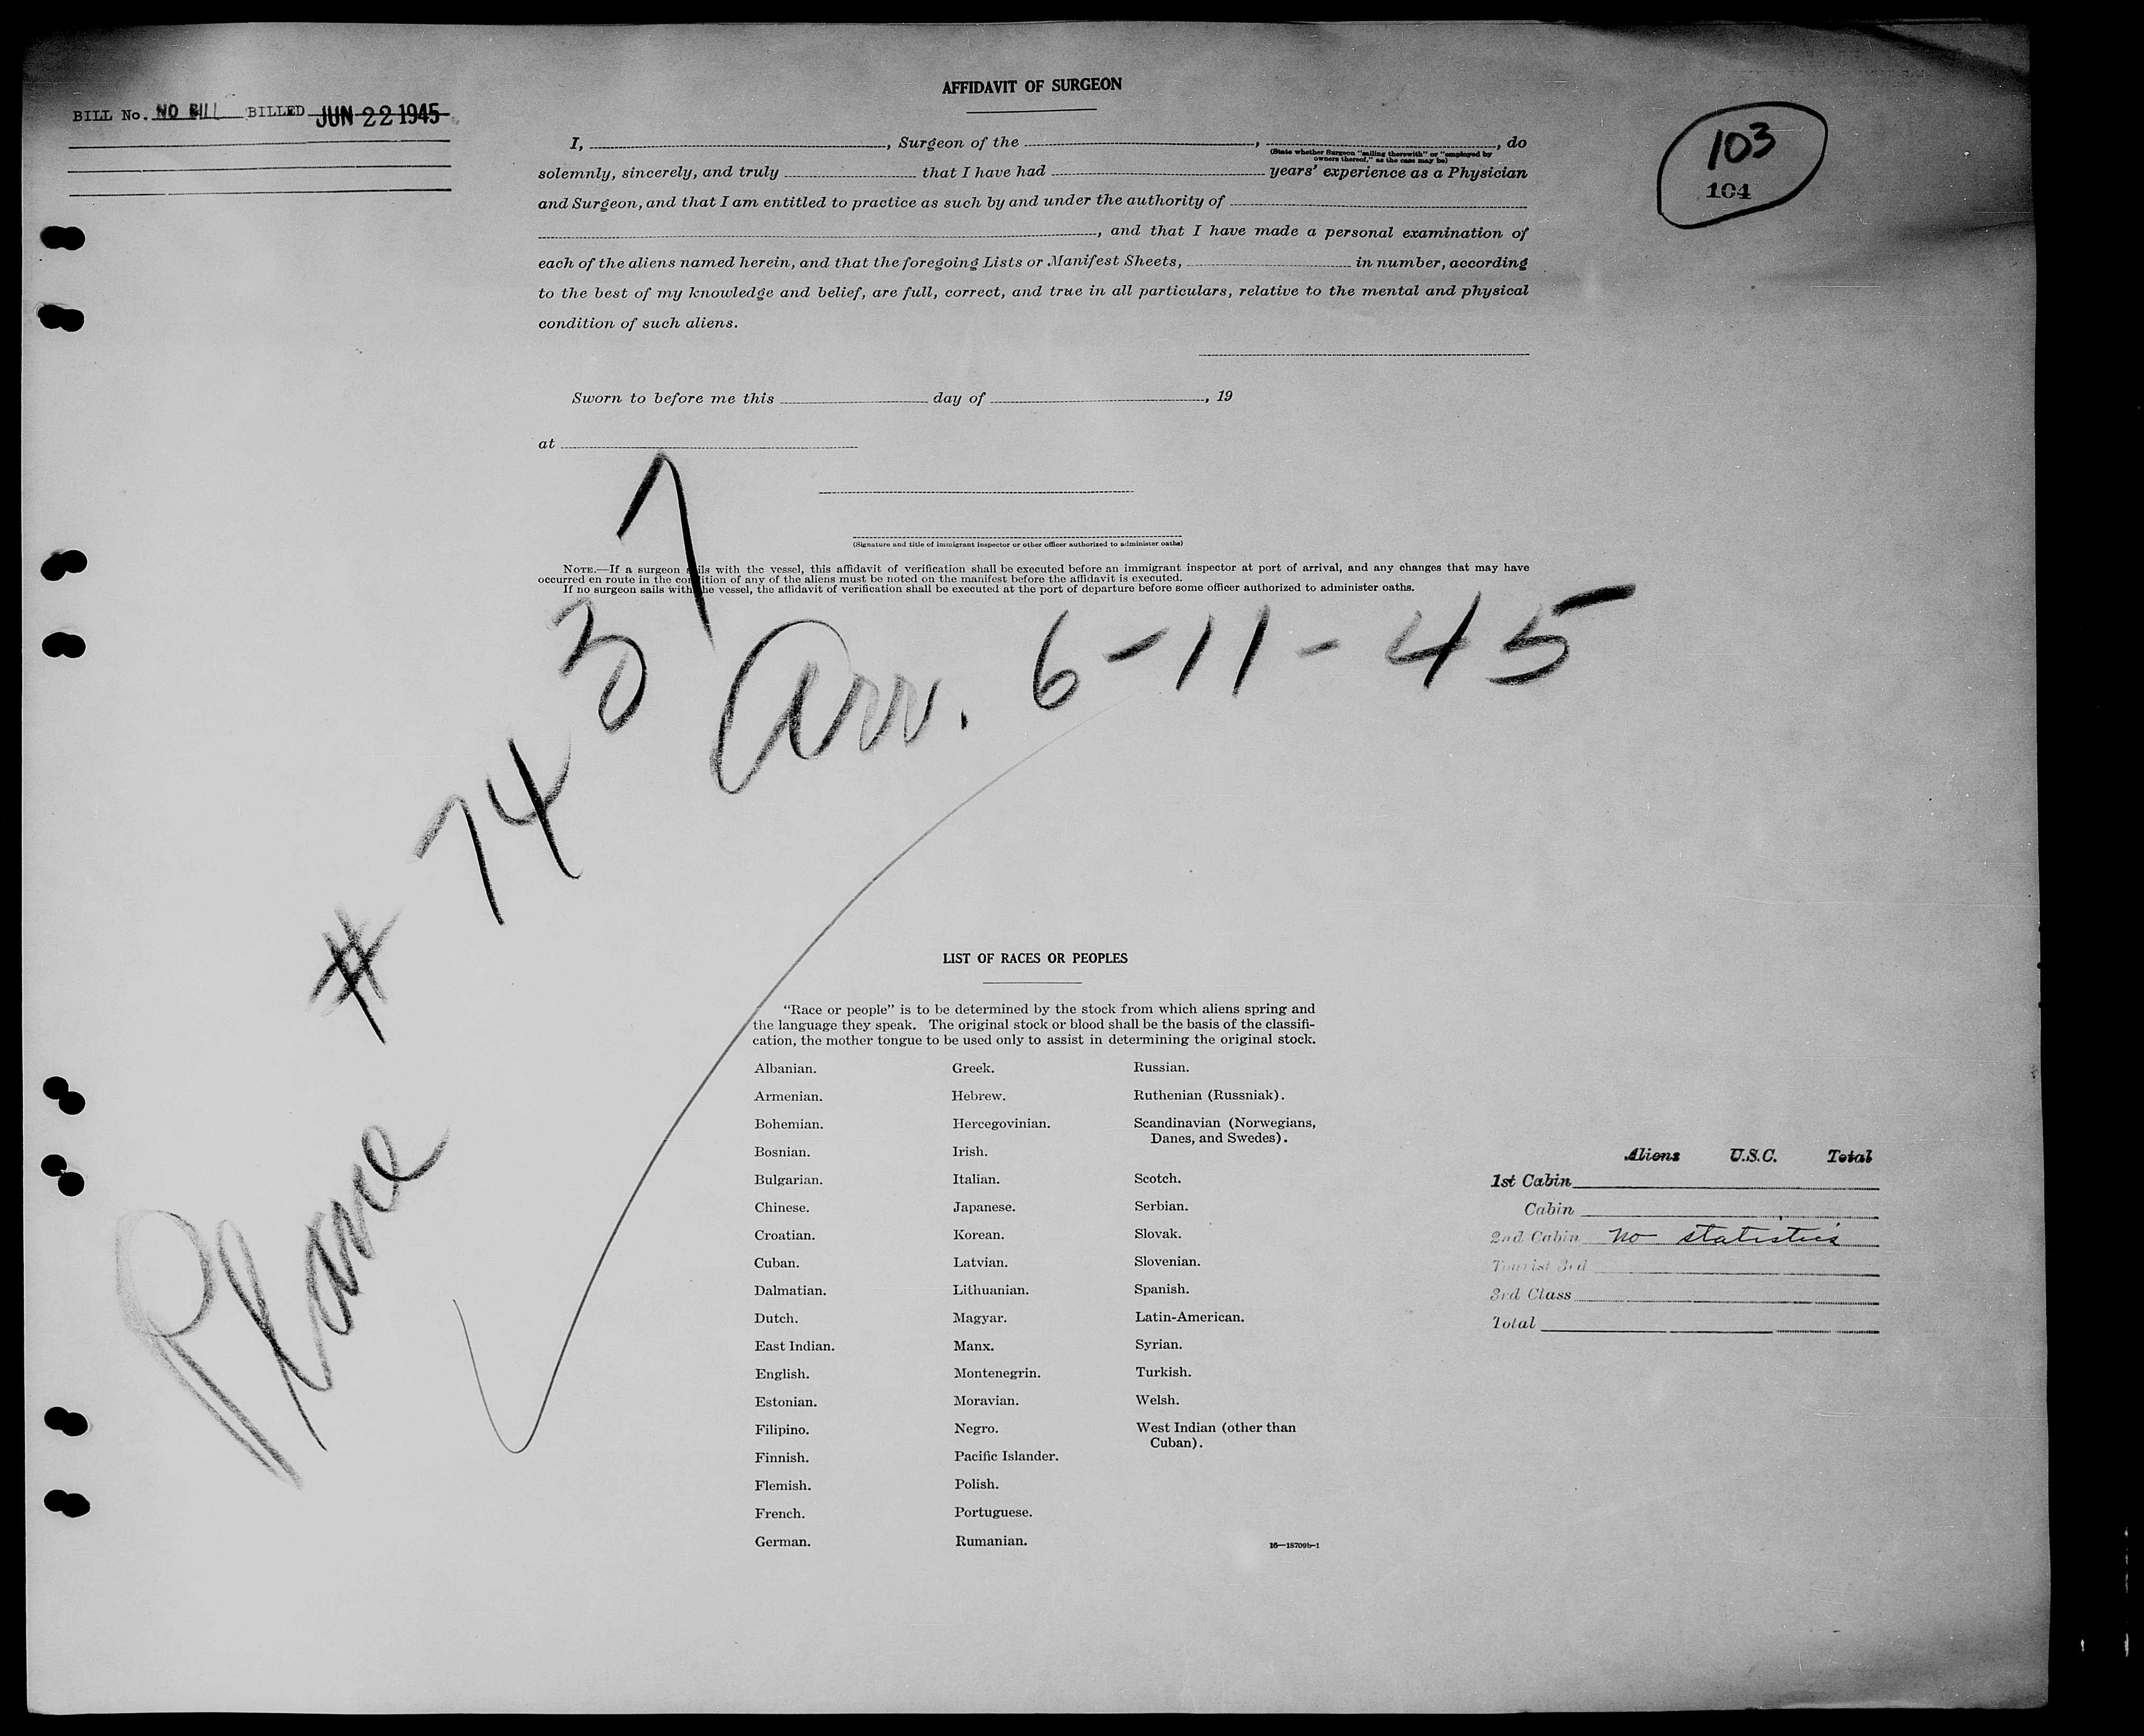 AFFIDAVIT OF SURGEON
BILL No. NO BILL BILLED JUN 22 1945
103
104
I, , Surgeon of the , , do
(State whether Surgeon "sailing therewith" or "employed by
owners thereof," as the case may be)
solemnly, sincerely, and truly that I have had years' experience as a Physician
and Surgeon, and that I am entitled to practice as such by and under the authority of
, and that I have made a personal examination of
each of the aliens named herein, and that the foregoing Lists or Manifest Sheets, in number, according
to the best of my knowledge and belief, are full, correct, and true in all particulars, relative to the mental and physical
condition of such aliens.
Sworn to before me this day of , 19
at
(Signature and title of immigrant inspector or other officer authorized to administer oaths)
NOTE.—If a surgeon sails with the vessel, this affidavit of verification shall be executed before an immigrant inspector at port of arrival, and any changes that may have
occurred en route in the condition of any of the aliens must be noted on the manifest before the affidavit is executed.
If no surgeon sails with the vessel, the affidavit of verification shall be executed at the port of departure before some officer authorized to administer oaths.
Plane # 7437
Arr. 6-11-45
LIST OF RACES OR PEOPLES
"Race or people" is to be determined by the stock from which aliens spring and
the language they speak. The original stock or blood shall be the basis of the classifi-
cation, the mother tongue to be used only to assist in determining the original stock.
Albanian.
Armenian.
Bohemian.
Bosnian.
Bulgarian.
Chinese.
Croatian.
Cuban.
Dalmatian.
Dutch.
East Indian.
English.
Estonian.
Filipino.
Finnish.
Flemish.
French.
German.
Greek.
Hebrew.
Hercegovinian.
Irish.
Italian.
Japanese.
Korean.
Latvian.
Lithuanian.
Magyar.
Manx.
Montenegrin.
Moravian.
Negro.
Pacific Islander.
Polish.
Portuguese.
Rumanian.
Russian.
Ruthenian (Russniak).
Scandinavian (Norwegians,
Danes, and Swedes).
Scotch.
Serbian.
Slovak.
Slovenian.
Spanish.
Latin-American.
Syrian.
Turkish.
Welsh.
West Indian (other than
Cuban).
16—18709b-1
Aliens U.S.C. Total
1st Cabin
Cabin
2nd Cabin no statistics
Tourist 3rd
3rd Class
Total